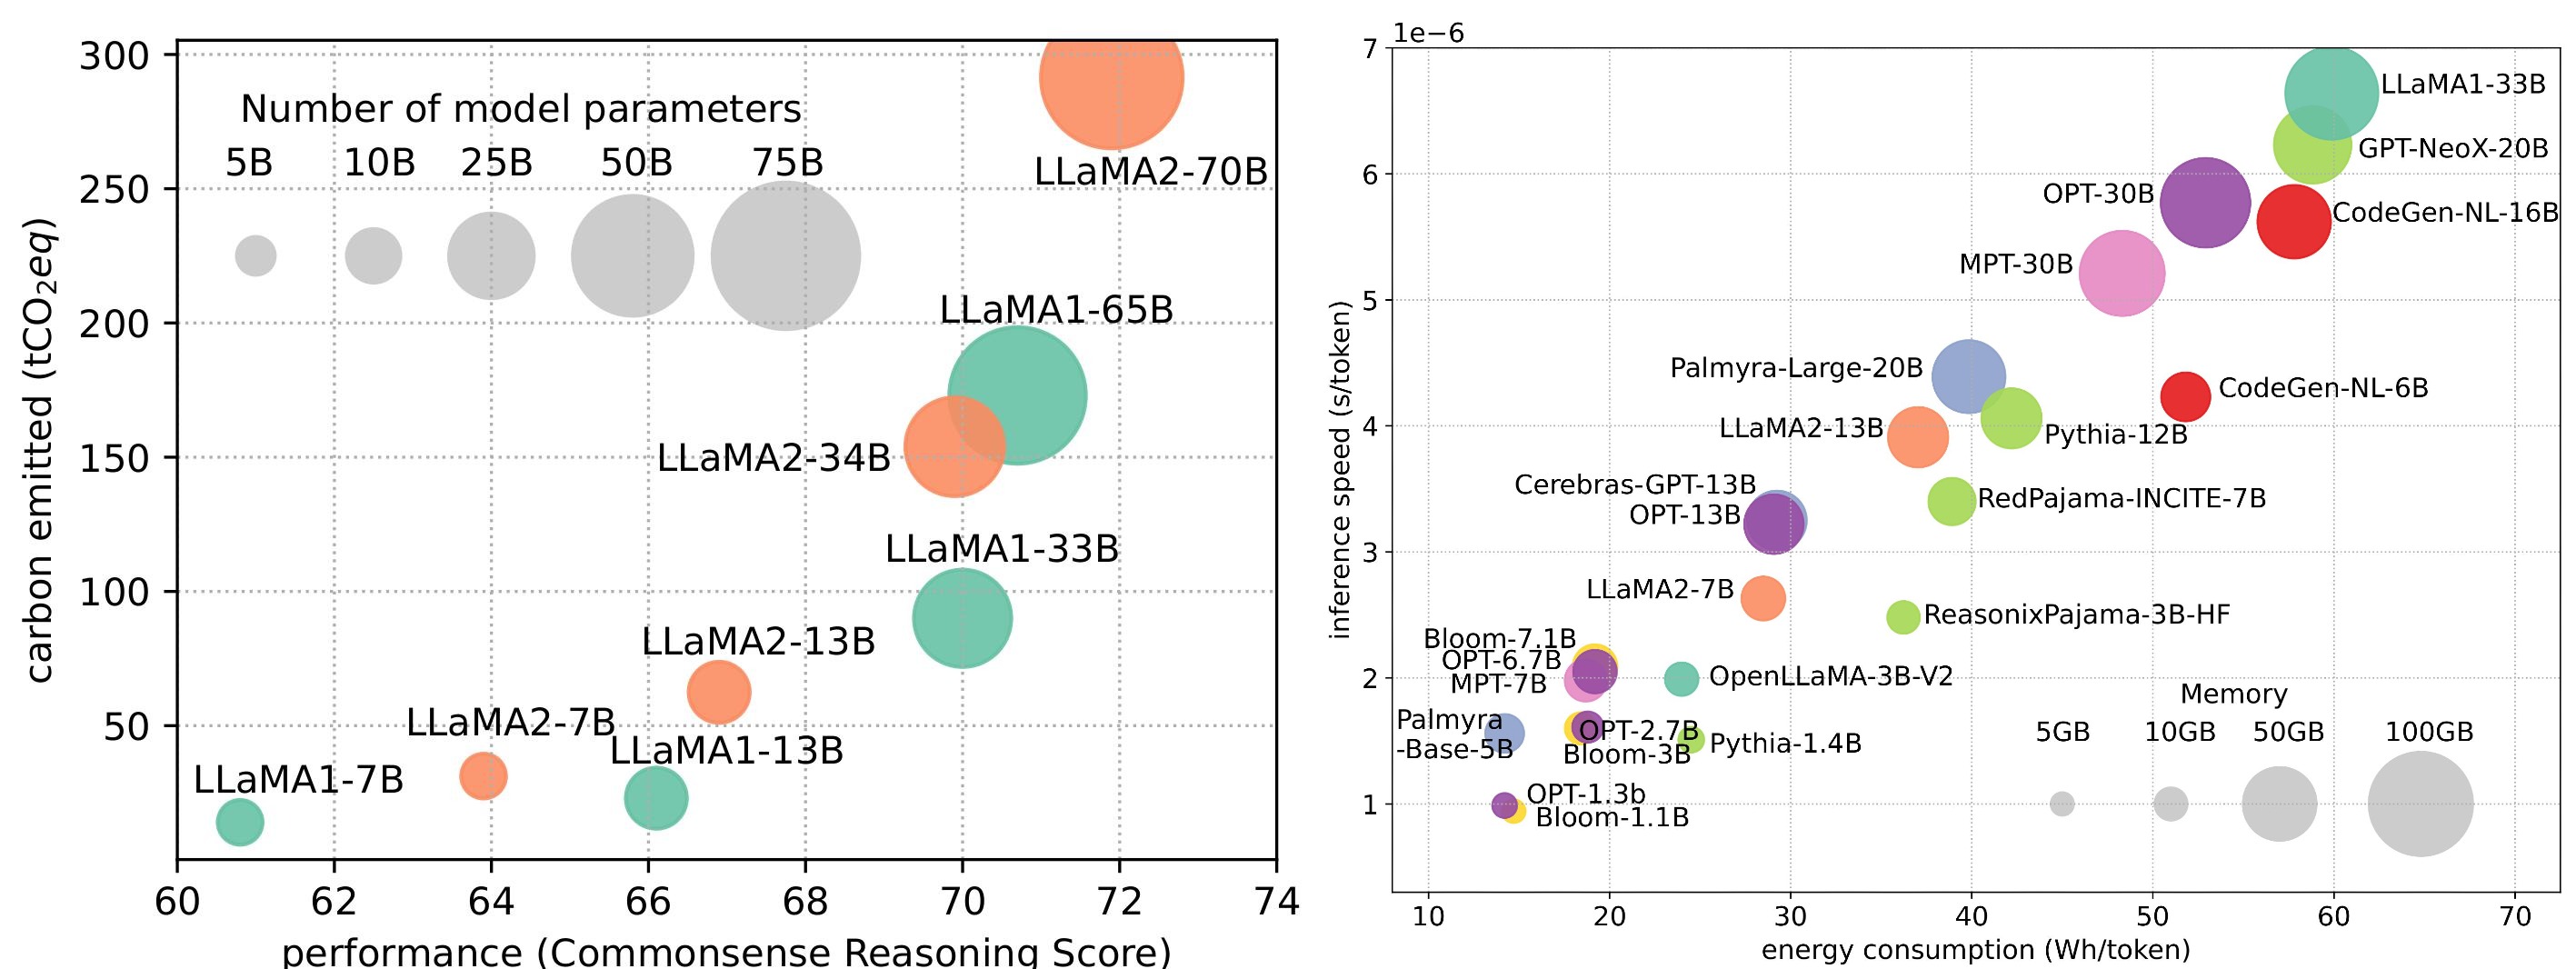 300
250
200
150
100
50
carbon emitted (tCO₂eq)
Number of model parameters
5B 10B 25B 50B 75B
LLaMA2-70B
LLaMA1-65B
LLaMA2-34B
LLaMA1-33B
LLaMA2-13B
LLaMA2-7B
LLaMA1-13B
LLaMA1-7B
60 62 64 66 68 70 72 74
performance (Commonsense Reasoning Score)
1e−6
7
6
5
4
3
2
1
inference speed (s/token)
LLaMA1-33B
GPT-NeoX-20B
OPT-30B
CodeGen-NL-16B
MPT-30B
Palmyra-Large-20B
CodeGen-NL-6B
LLaMA2-13B
Pythia-12B
Cerebras-GPT-13B
RedPajama-INCITE-7B
OPT-13B
LLaMA2-7B
ReasonixPajama-3B-HF
Bloom-7.1B
OPT-6.7B
MPT-7B
OpenLLaMA-3B-V2
Palmyra
-Base-5B
OPT-2.7B
Bloom-3B
Pythia-1.4B
OPT-1.3b
Bloom-1.1B
Memory
5GB 10GB 50GB 100GB
10 20 30 40 50 60 70
energy consumption (Wh/token)